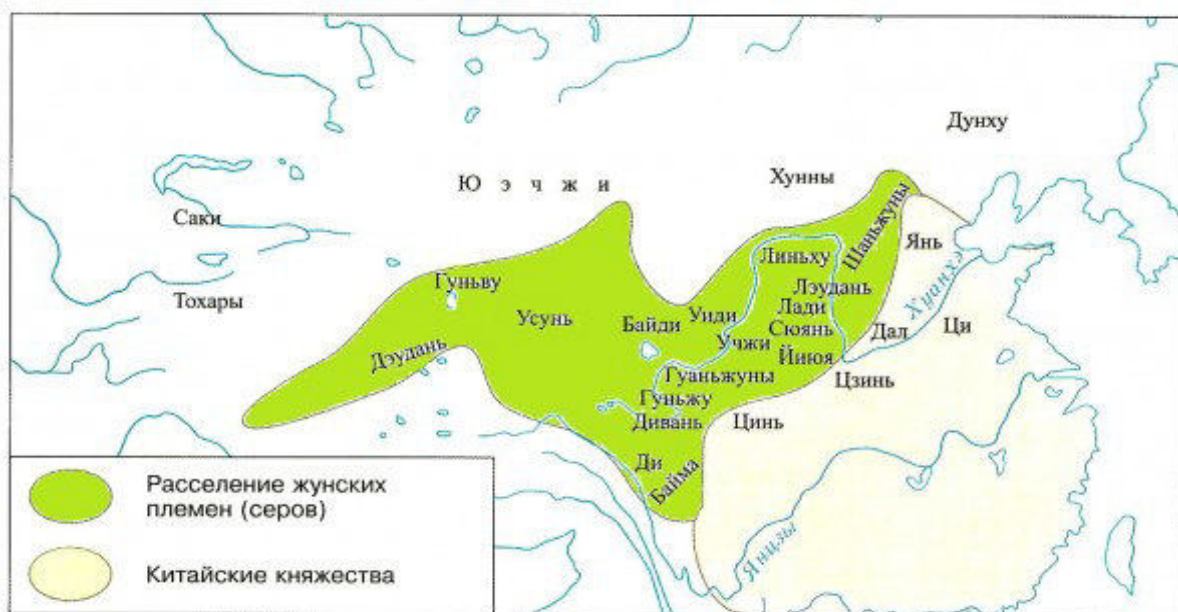 Дунху
Хунны
Юэчжи
Саки
Шаньжуны
Янь
Хуанхэ
Линьху
Гуньву
Лэудань
Тохары
Лади
Усунь
Байди
Уиди
Сюянь
Дал
Ци
Учжи
Дэудань
Йиюя
Гуаньжуны
Цзинь
Гуньжу
Дивань
Цинь
Ди
Байма
Янцзы
Расселение жунских
племен (серов)
Китайские княжества